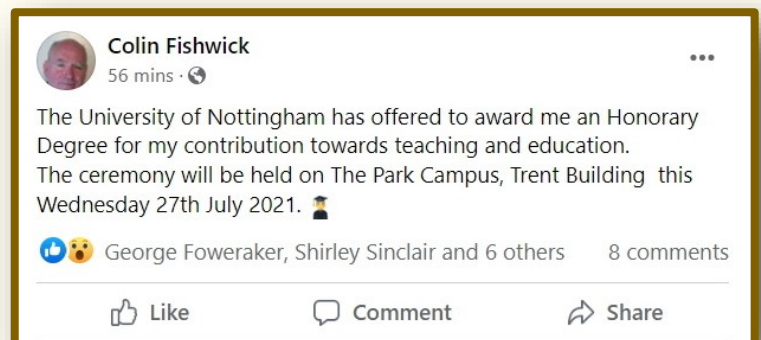 Colin Fishwick
56 mins ·
The University of Nottingham has offered to award me an Honorary
Degree for my contribution towards teaching and education.
The ceremony will be held on The Park Campus, Trent Building  this
Wednesday 27th July 2021. 👨‍🎓
George Foweraker, Shirley Sinclair and 6 others 8 comments
Like Comment Share